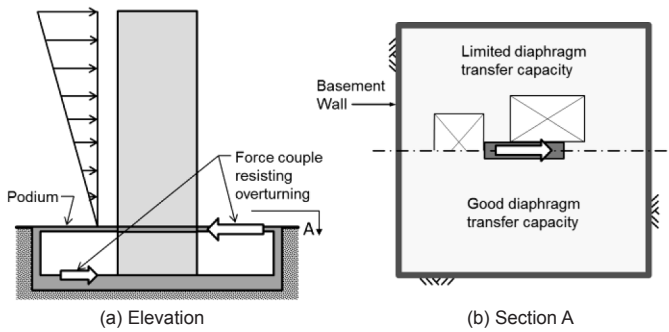 Podium
Force couple
resisting
overturning
A
(a) Elevation
Limited diaphragm
transfer capacity
Basement
Wall
Good diaphragm
transfer capacity
(b) Section A